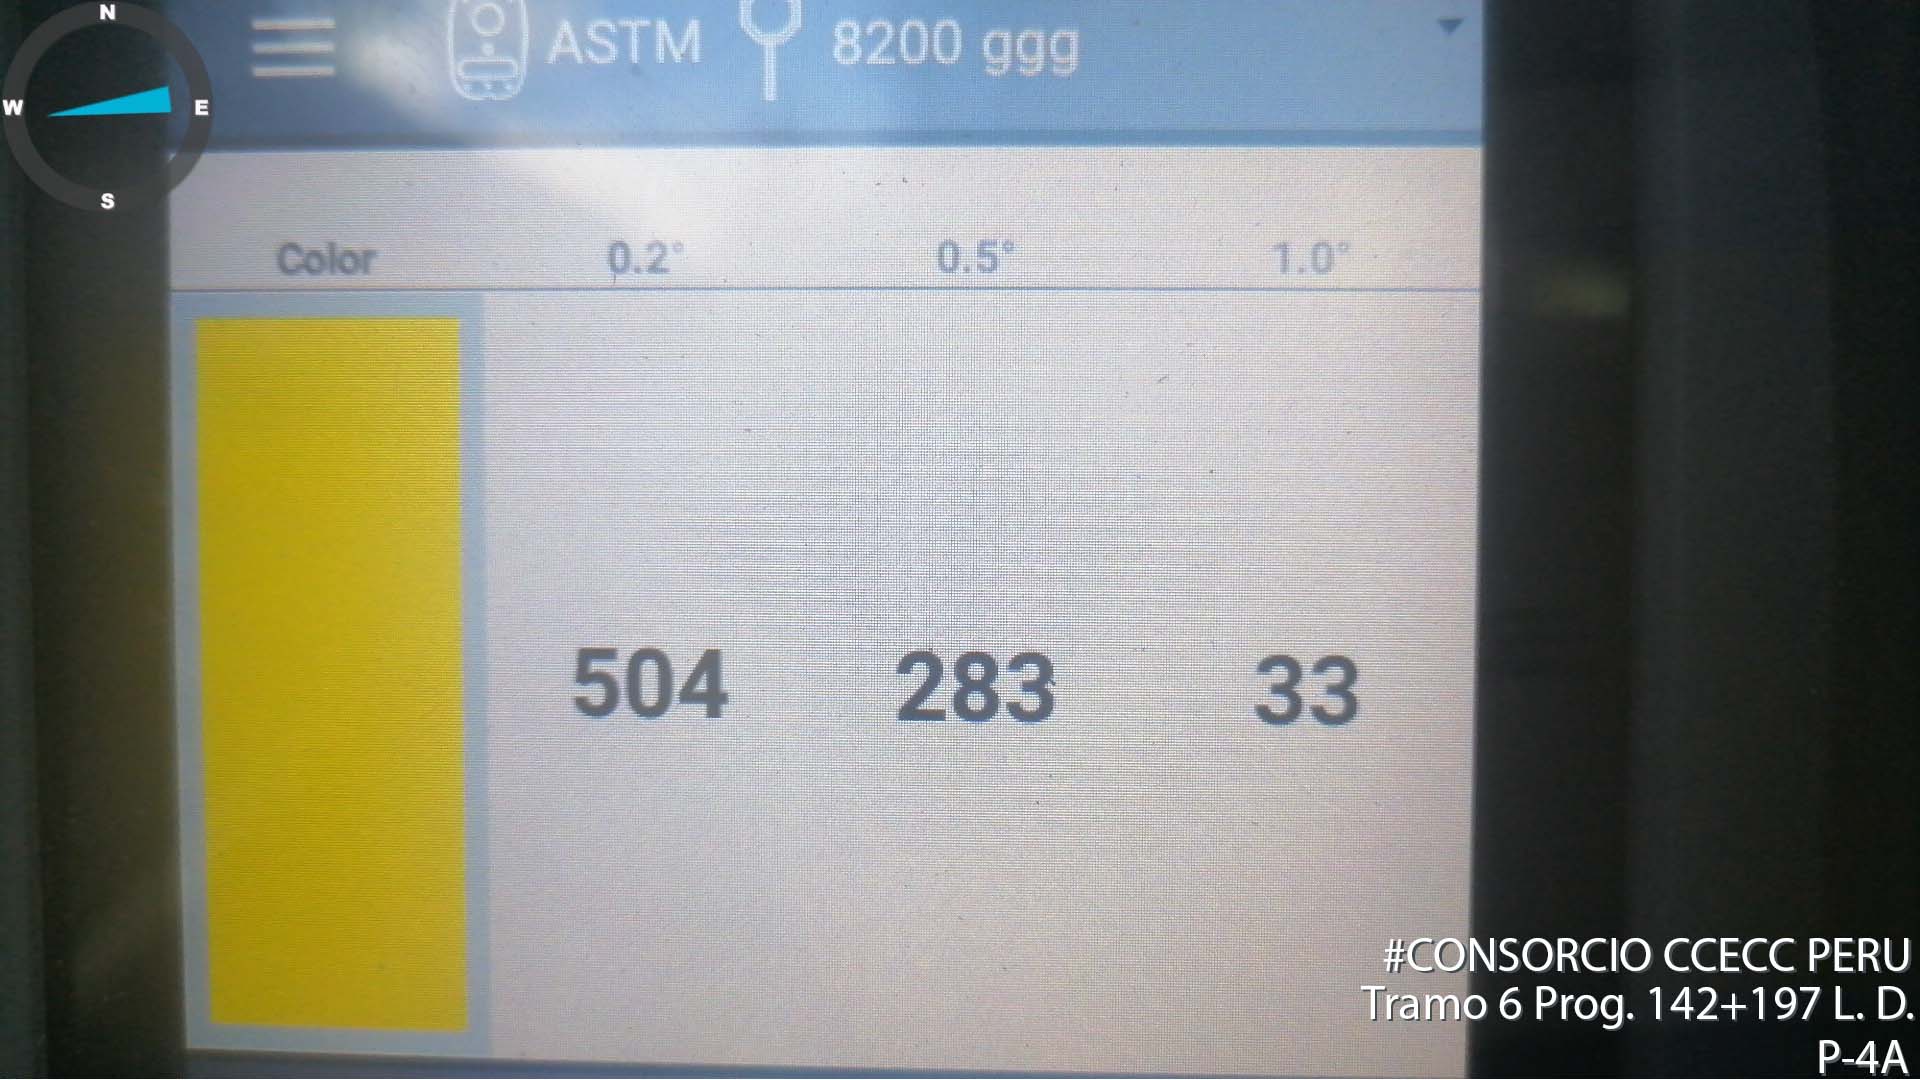 N
W E
S
ASTM 8200 ggg
Color 0.2° 0.5° 1.0°
504 283 33
#CONSORCIO CCECC PERU
Tramo 6 Prog. 142+197 L. D.
P-4A